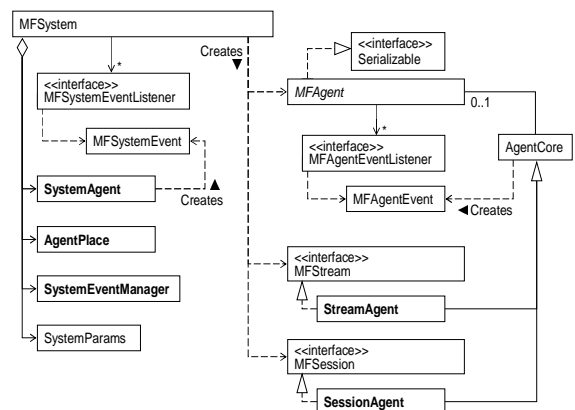 MFSystem
Creates
*
<<interface>>
MFSystemEventListener
MFSystemEvent
SystemAgent
Creates
AgentPlace
SystemEventManager
SystemParams
<<interface>>
Serializable
MFAgent
0..1
*
<<interface>>
MFAgentEventListener
AgentCore
MFAgentEvent
Creates
<<interface>>
MFStream
StreamAgent
<<interface>>
MFSession
SessionAgent